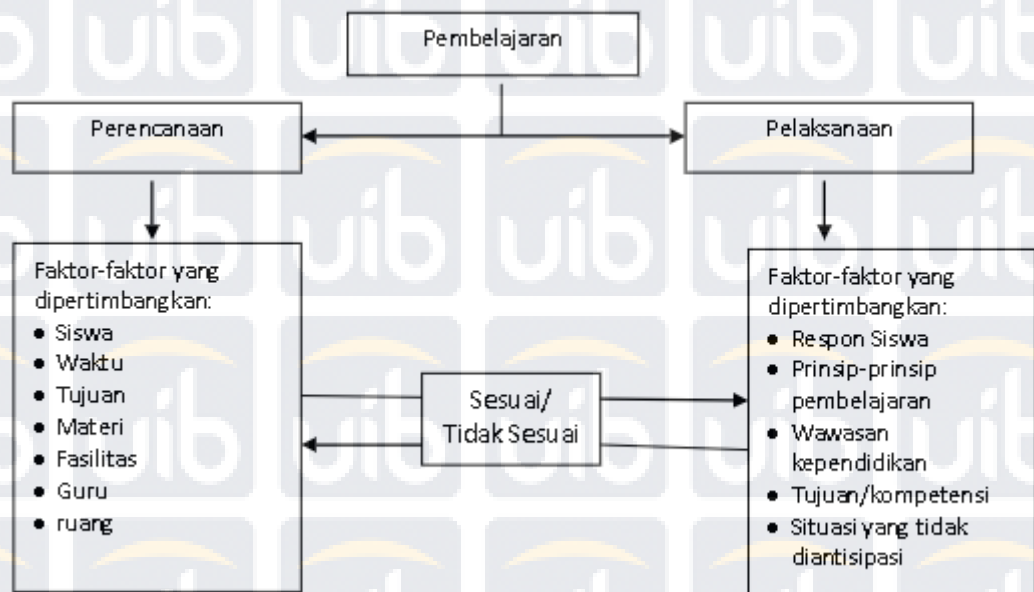 Pembelajaran
Perencanaan
Pelaksanaan
Faktor-faktor yang
dipertimbangkan:
• Siswa
• Waktu
• Tujuan
• Materi
• Fasilitas
• Guru
• ruang
Sesuai/
Tidak Sesuai
Faktor-faktor yang
dipertimbangkan:
• Respon Siswa
• Prinsip-prinsip
pembelajaran
• Wawasan
kependidikan
• Tujuan/kompetensi
• Situasi yang tidak
diantisipasi
uib